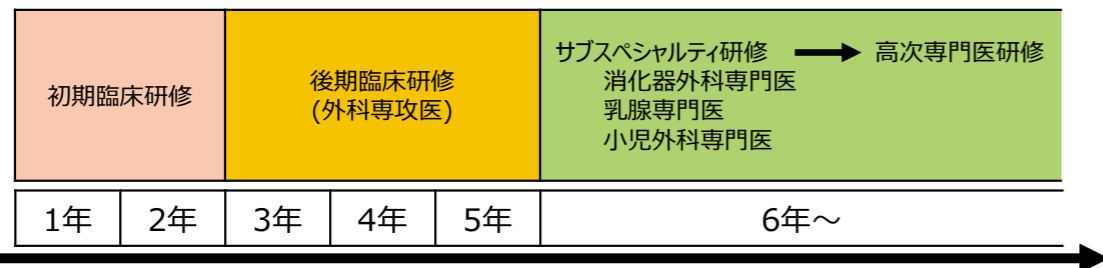 初期臨床研修
後期臨床研修
(外科専攻医)
サブスペシャルティ研修 → 高次専門医研修
消化器外科専門医
乳腺専門医
小児外科専門医
1年 2年 3年 4年 5年 6年～